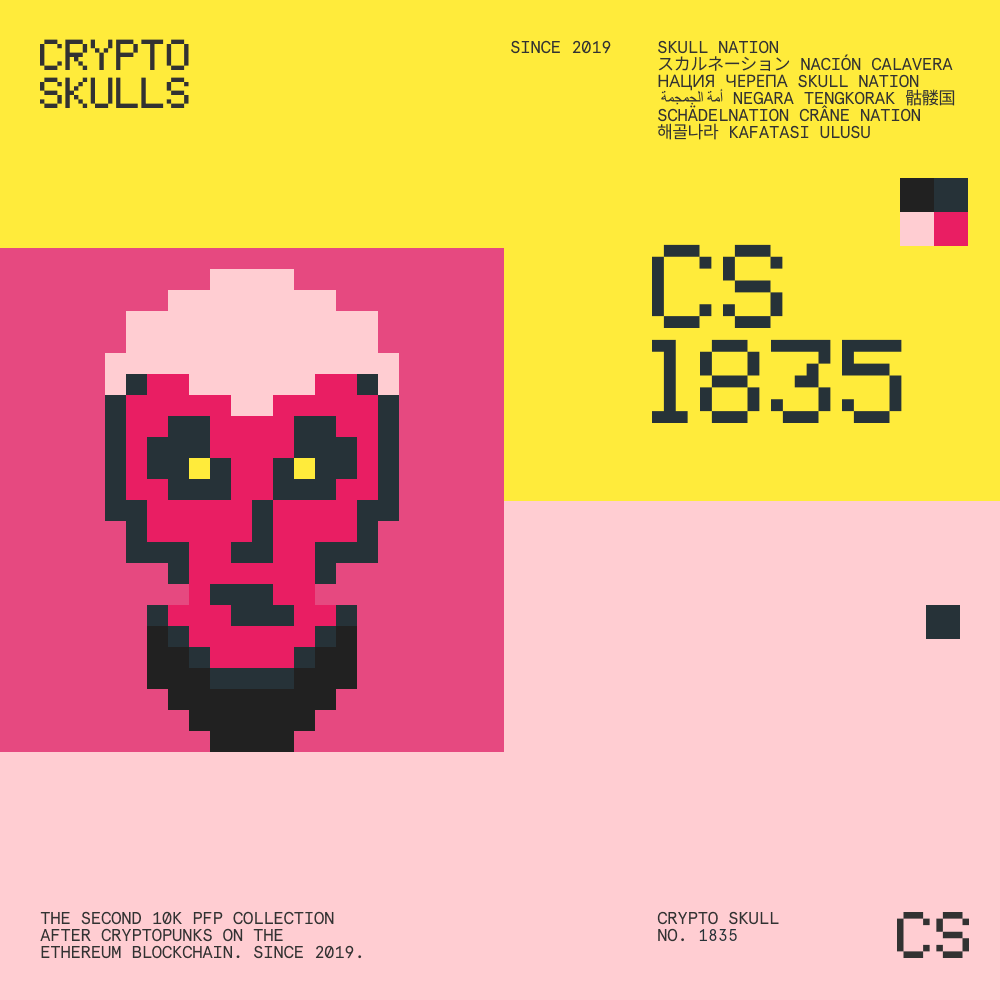 CRYPTO
SKULLS
SINCE 2019
SKULL NATION
スカルネーション NACIÓN CALAVERA
НАЦИЯ ЧЕРЕПА SKULL NATION
أمة الجمجمة NEGARA TENGKORAK 骷髅国
SCHÄDELNATION CRÂNE NATION
해골나라 KAFATASI ULUSU
CS
1835
THE SECOND 10K PFP COLLECTION
AFTER CRYPTOPUNKS ON THE
ETHEREUM BLOCKCHAIN. SINCE 2019.
CRYPTO SKULL
NO. 1835
CS